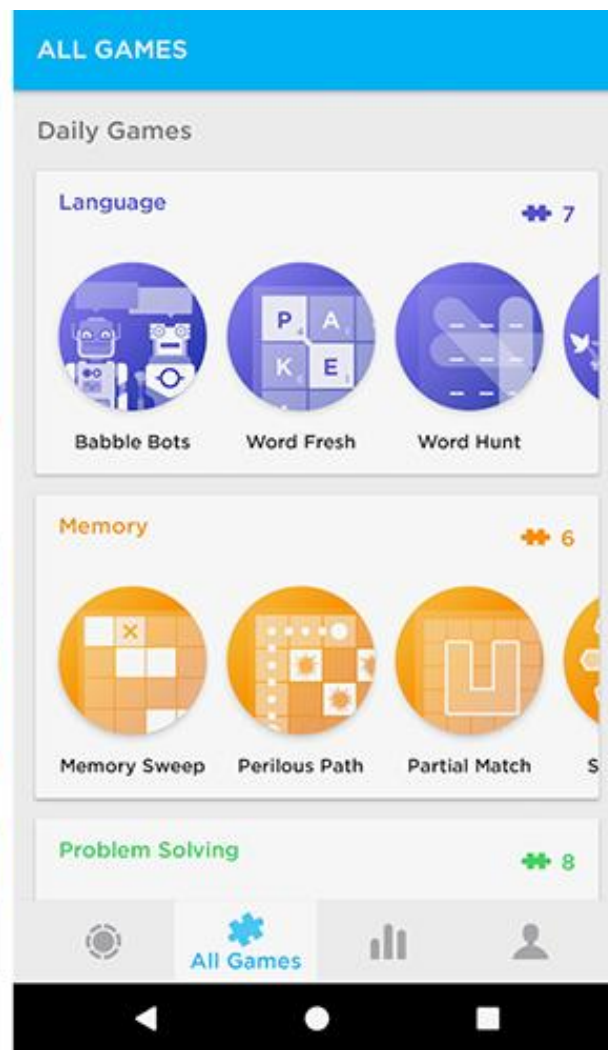 ALL GAMES
Daily Games
Language
7
P A
K E
Babble Bots Word Fresh Word Hunt
Memory
6
Memory Sweep Perilous Path Partial Match S
Problem Solving
8
All Games